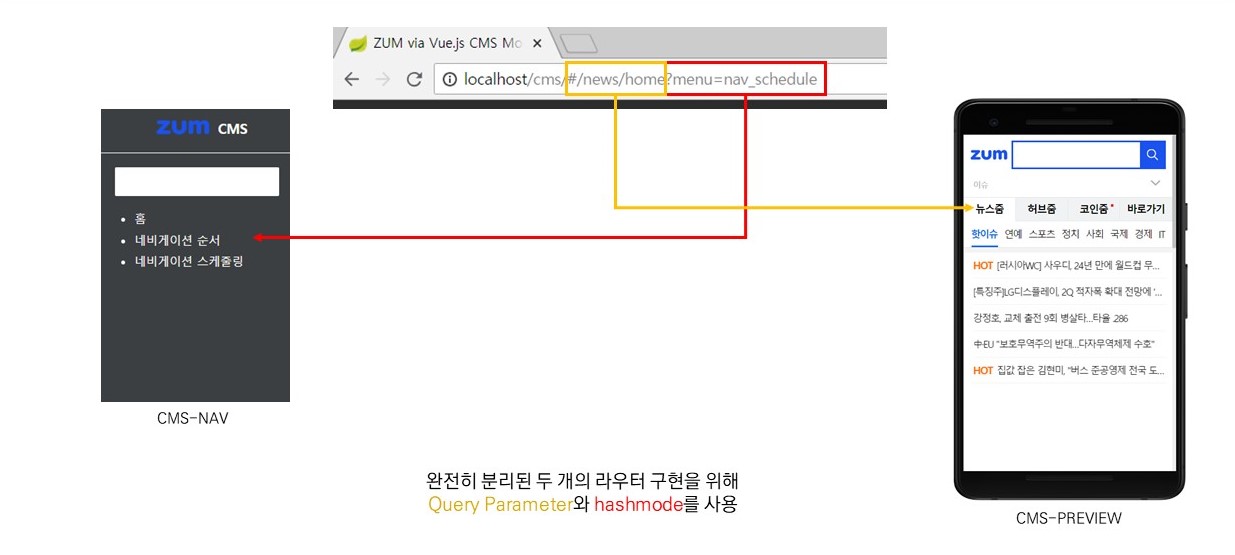 ZUM via Vue.js CMS Mo
localhost/cms/#/news/home?menu=nav_schedule
zum CMS
홈
네비게이션 순서
네비게이션 스케줄링
CMS-NAV
zum
이슈
뉴스줌 허브줌 코인줌 바로가기
핫이슈 연예 스포츠 정치 사회 국제 경제 IT
HOT [러시아WC] 사우디, 24년 만에 월드컵 무...
[특징주]LG디스플레이, 2Q 적자폭 확대 전망에 '...
강정호, 교체 출전 9회 병살타...타율 .286
中-EU "보호무역주의 반대...다자무역체제 수호"
HOT 집값 잡은 김현미, "버스 준공영제 전국 도...
CMS-PREVIEW
완전히 분리된 두 개의 라우터 구현을 위해
Query Parameter와 hashmode를 사용